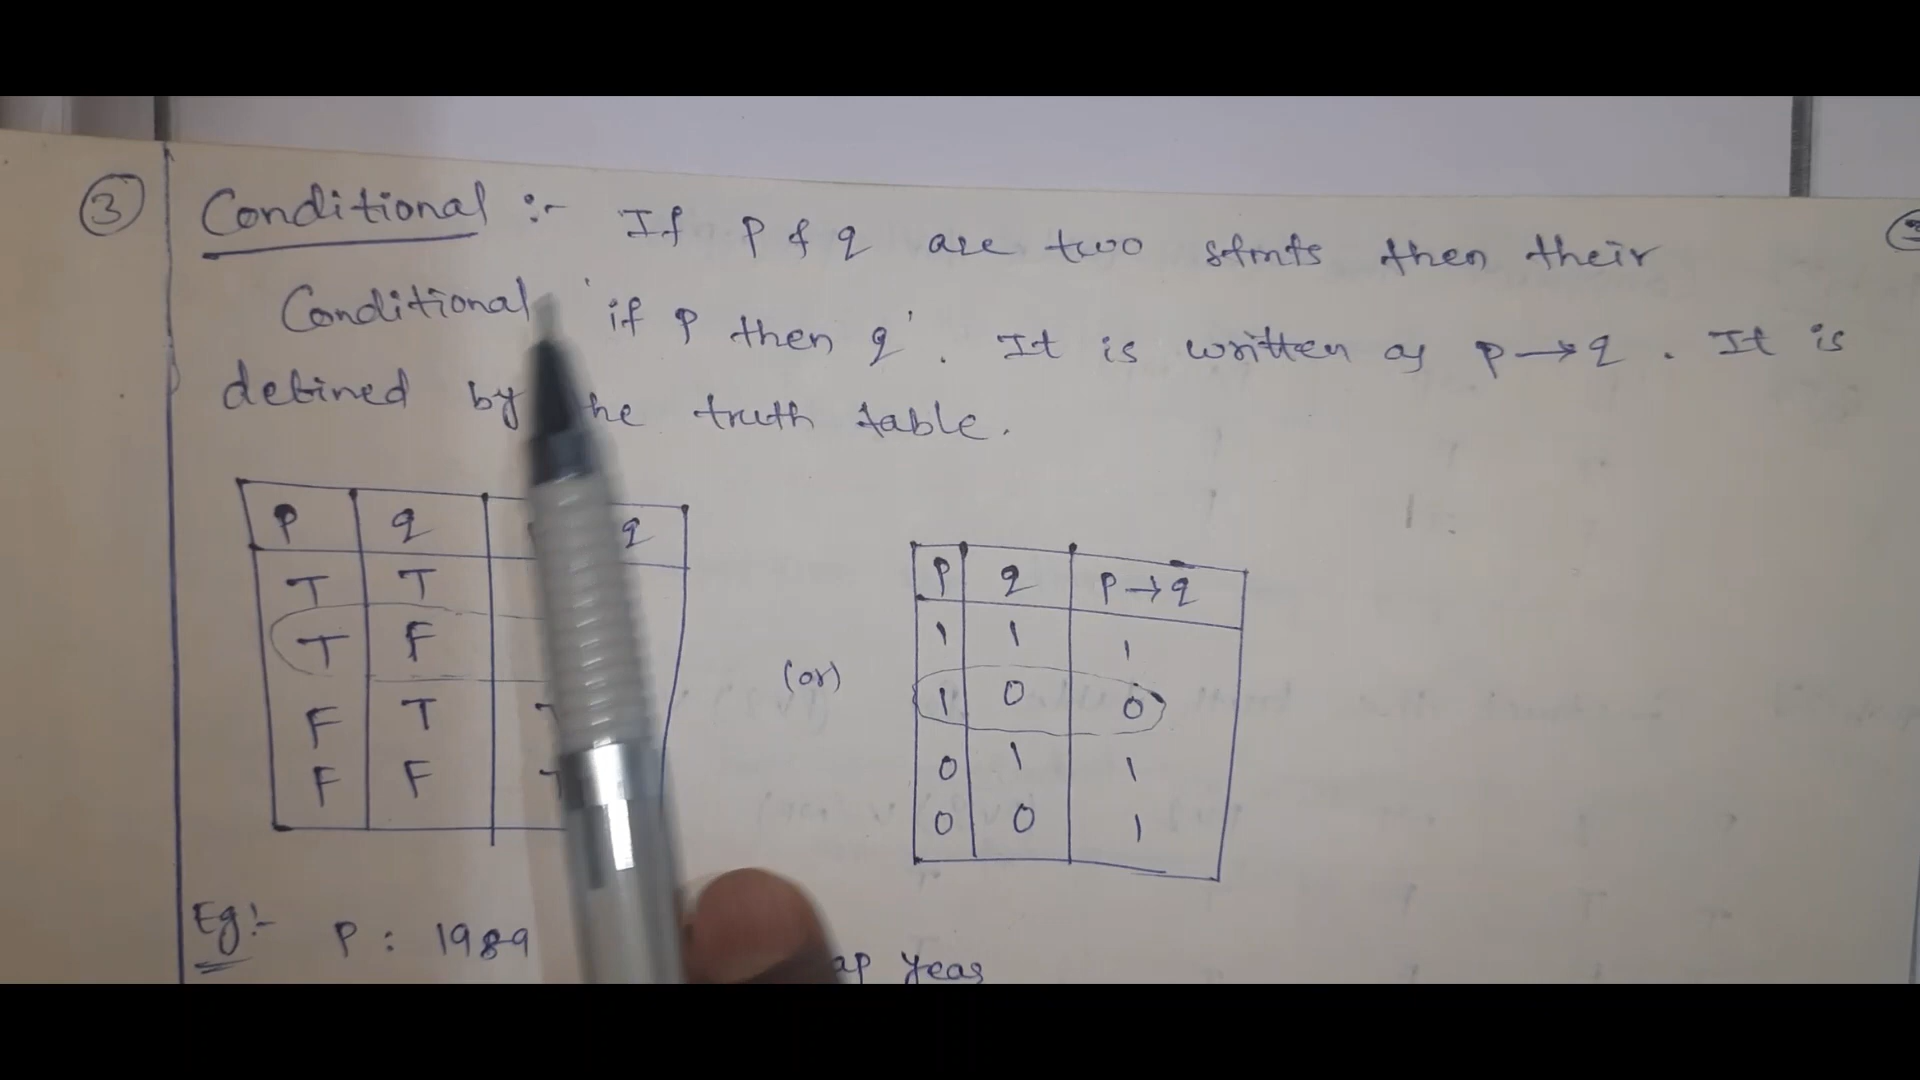 ③ Conditional :- If p & q are two stmts then their
Conditional 'if p then q'. It is written as p→q. It is
defined by the truth table.
P q q
T T
T F
F T
F F
(or)
P q P→q
1 1 1
1 0 0
0 1 1
0 0 1
Eg:- P : 1989 year